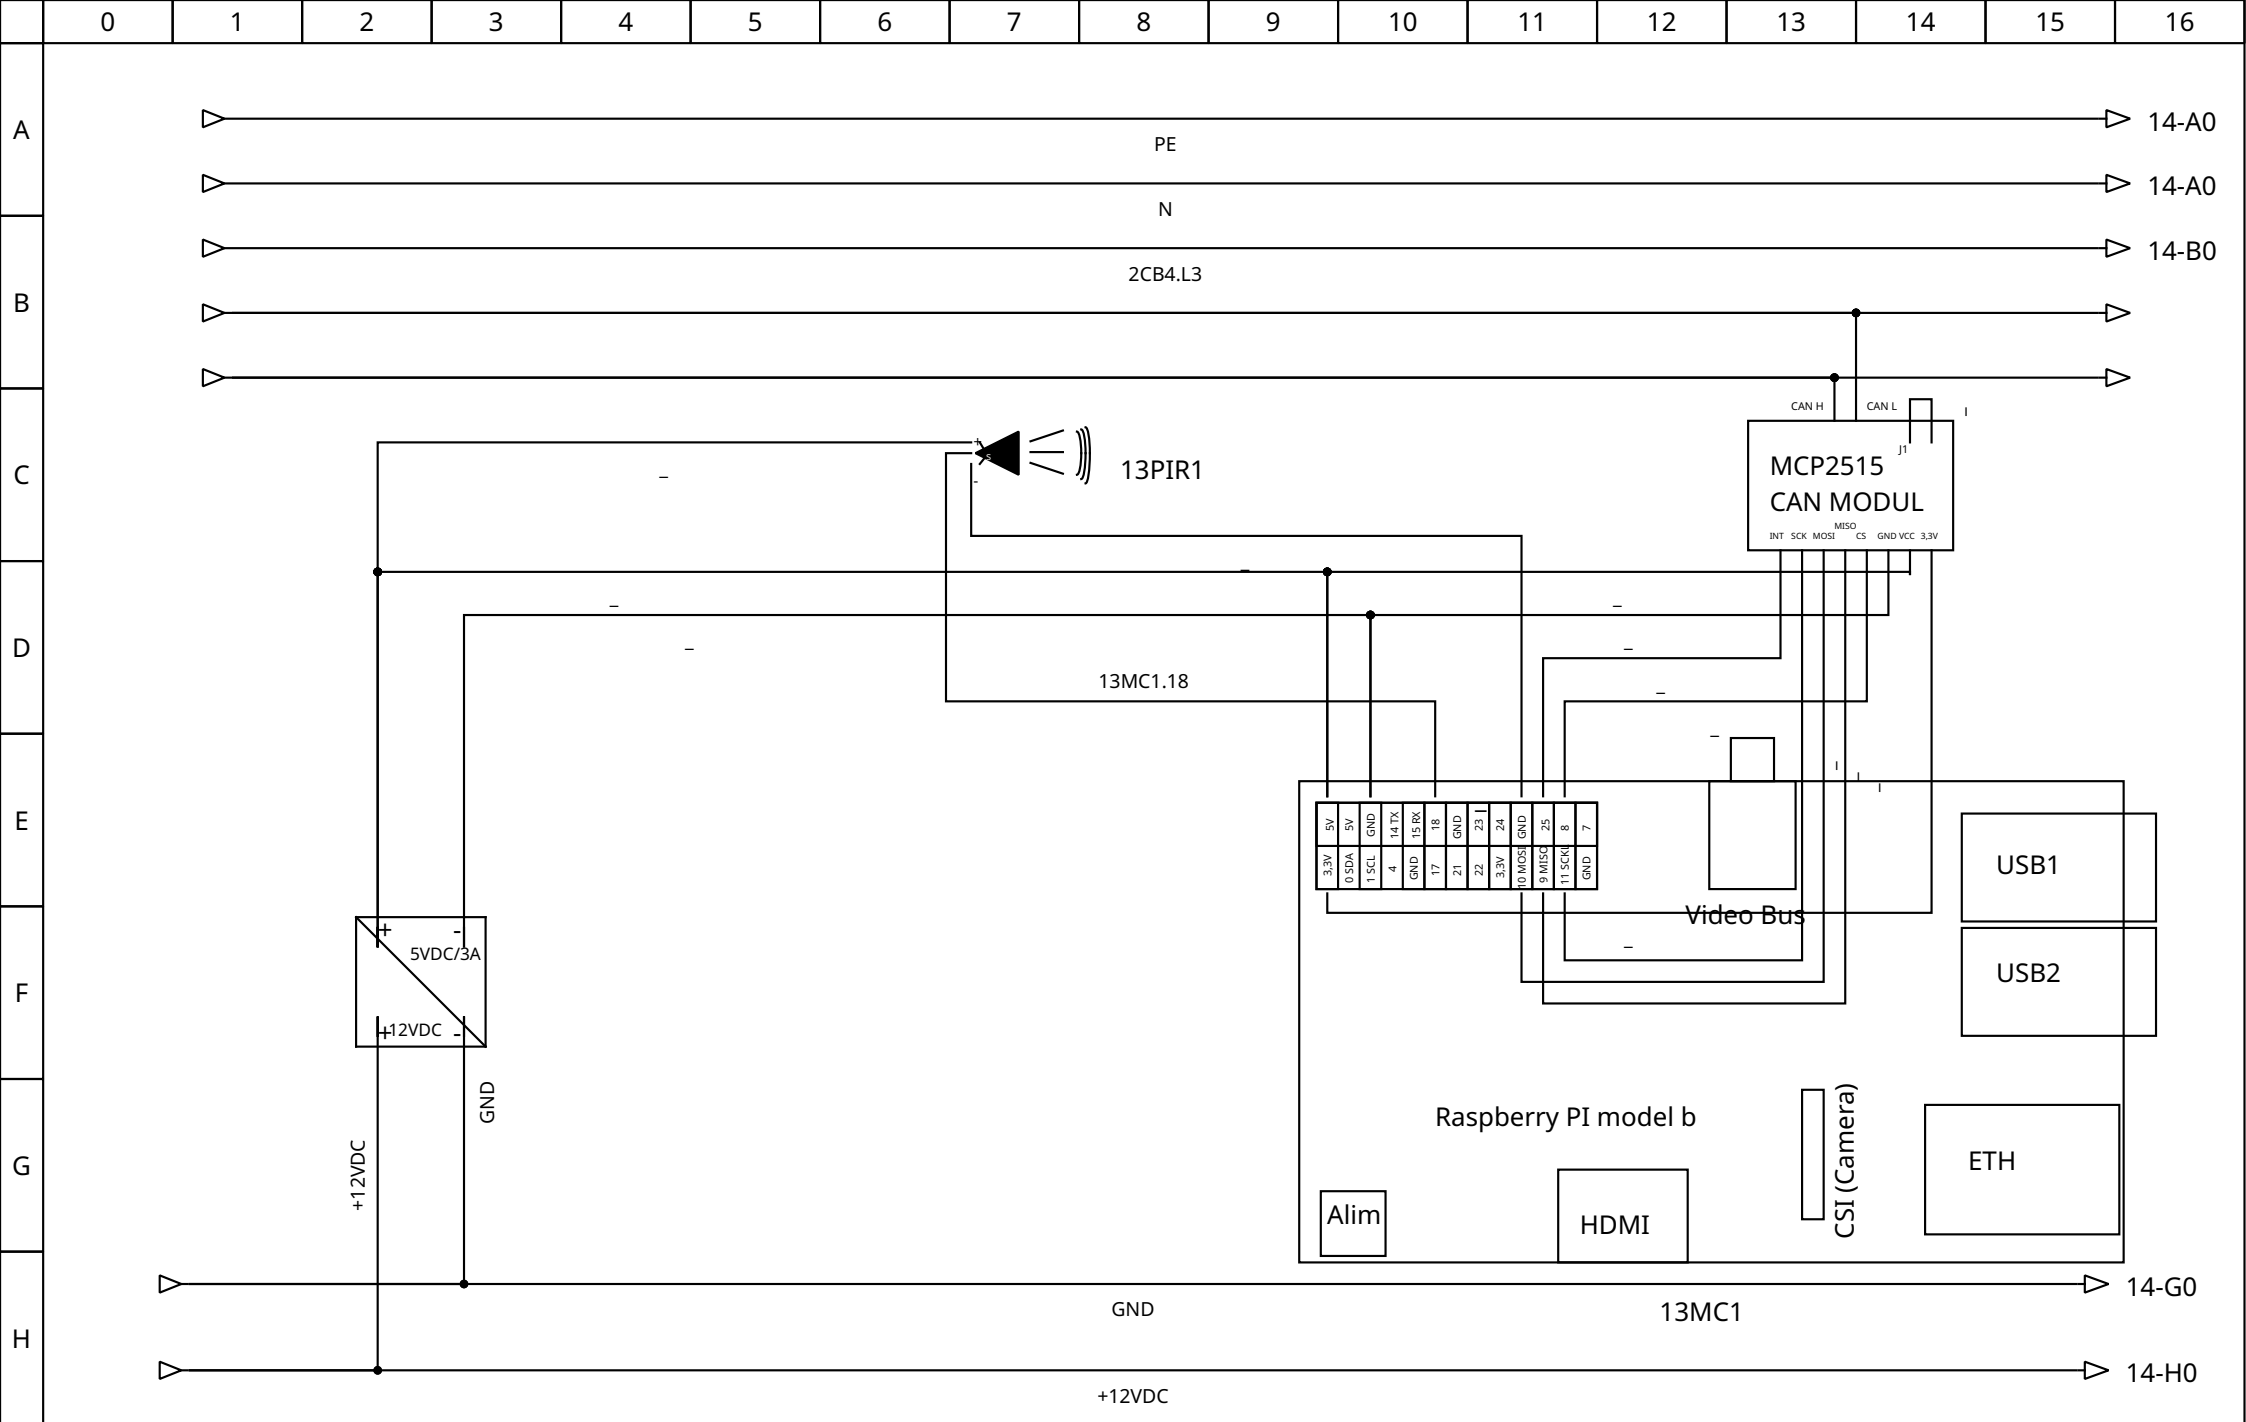 0 1 2 3 4 5 6 7 8 9 10 11 12 13 14 15 16
A
14-A0
PE
14-A0
N
14-B0
2CB4.L3
B
CAN H
CAN L
J1
+
S
-
13PIR1
C
MCP2515
CAN MODUL
MISO
INT SCK MOSI CS GND VCC 3,3V
D
13MC1.18
E
5V 5V GND 14 TX 15 RX 18 GND 23 24 GND 25 8 7
3,3V 0 SDA 1 SCL 4 GND 17 21 22 3,3V 10 MOSI 9 MISO 11 SCKL GND
USB1
Video Bus
+ -
5VDC/3A
USB2
F
+ 12VDC -
GND
+12VDC
Raspberry PI model b
CSI (Camera)
ETH
G
Alim
HDMI
14-G0
GND
13MC1
H
14-H0
+12VDC